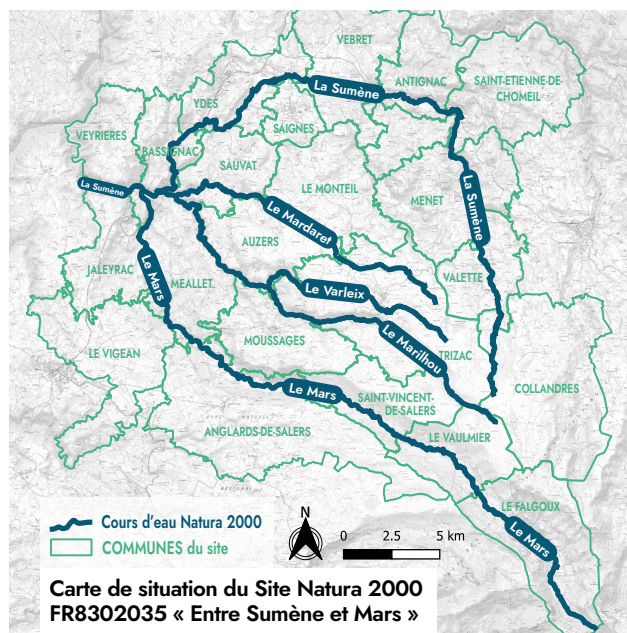 VEBRET
La Sumène
ANTIGNAC
SAINT-ETIENNE-DE-
CHOMEIL
YDES
VEYRIERES
BASSIGNAC
SAIGNES
SAUVAT
La Sumène
LE MONTEIL
MENET
La Sumène
Le Mardaret
AUZERS
JALEYRAC
Le Mars
MEALLET
VALETTE
Le Varleix
LE VIGEAN
MOUSSAGES
Le Marilhou
TRIZAC
COLLANDRES
Le Mars
SAINT-VINCENT-
DE-SALERS
ANGLARDS-DE-SALERS
LE VAULMIER
LE FALGOUX
Le Mars
Cours d'eau Natura 2000
COMMUNES du site
N
0 2.5 5 km
Carte de situation du Site Natura 2000
FR8302035 « Entre Sumène et Mars »